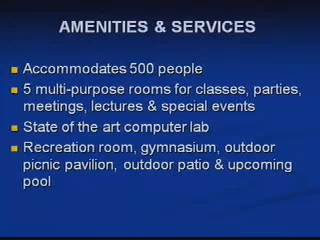 AMENITIES & SERVICES
Accommodates 500 people
5 multi-purpose rooms for classes, parties,
meetings, lectures & special events
State of the art computer lab
Recreation room, gymnasium, outdoor
picnic pavilion, outdoor patio & upcoming
pool